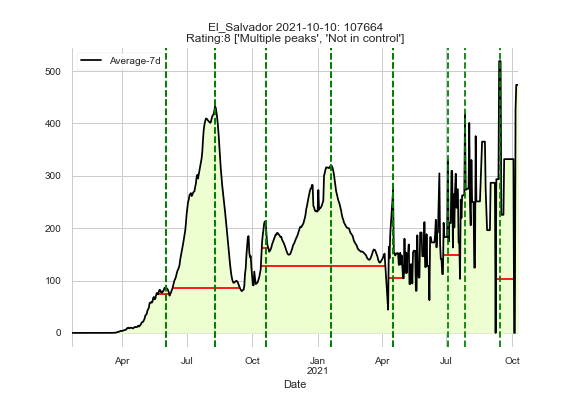 El_Salvador 2021-10-10: 107664
Rating:8 ['Multiple peaks', 'Not in control']
Average-7d
500
400
300
200
100
0
Apr Jul Oct Jan Apr Jul Oct
2021
Date